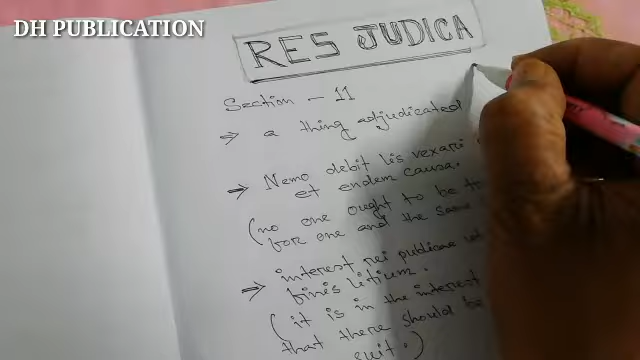 DH PUBLICATION
RES JUDICA
Section - 11
⇒ a thing adjudicated
⇒ Nemo debit lis vexari
et endem causa.
(no one ought to be
for one and the same
⇒ interest rei publicae
finis litium.
(it is in the interest
that there should be
suit.)